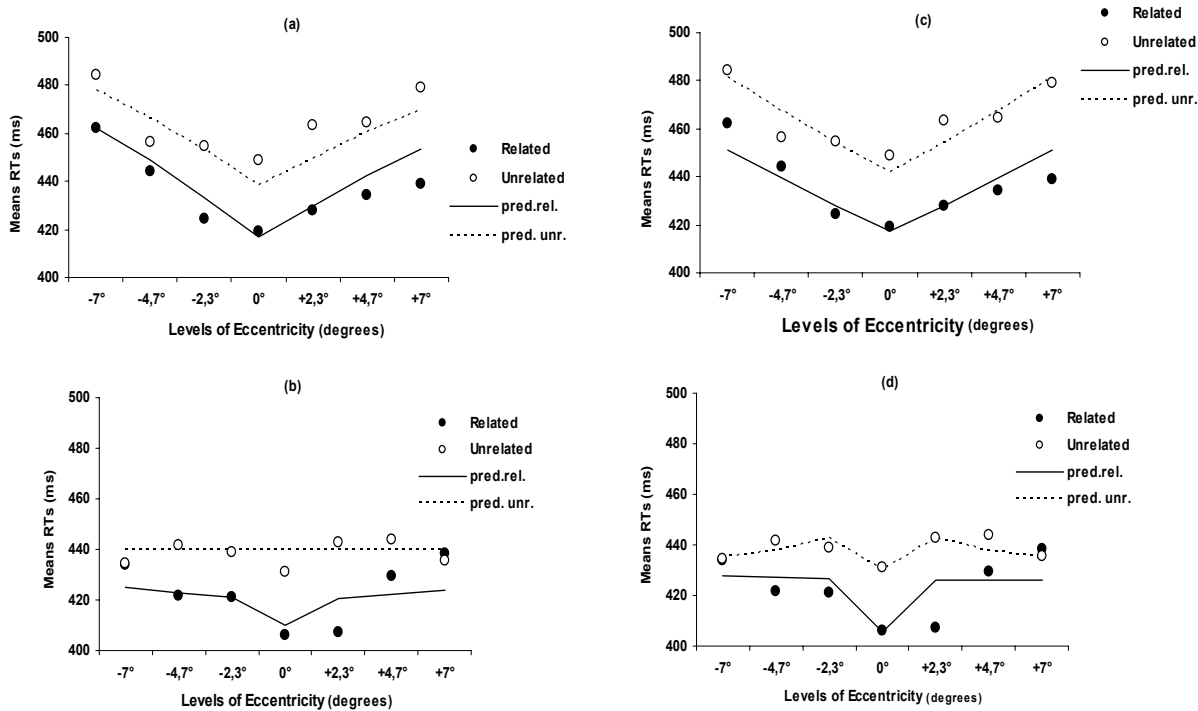 (a)
500
480
460
440
420
400
Means RTs (ms)
-7° -4,7° -2,3° 0° +2,3° +4,7° +7°
Levels of Eccentricity (degrees)
Related
Unrelated
pred.rel.
pred. unr.
(c)
500
480
460
440
420
400
Means RTs (ms)
-7° -4,7° -2,3° 0° +2,3° +4,7° +7°
Levels of Eccentricity (degrees)
Related
Unrelated
pred.rel.
pred. unr.
(b)
500
480
460
440
420
400
Means RTs (ms)
-7° -4,7° -2,3° 0° +2,3° +4,7° +7°
Levels of Eccentricity (degrees)
Related
Unrelated
pred.rel.
pred. unr.
(d)
500
480
460
440
420
400
Means RTs (ms)
-7° -4,7° -2,3° 0° +2,3° +4,7° +7°
Levels of Eccentricity (degrees)
Related
Unrelated
pred.rel.
pred. unr.